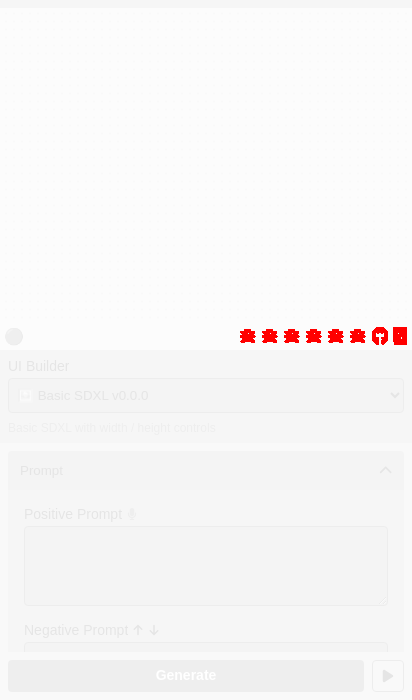 UI Builder
Basic SDXL v0.0.0
Basic SDXL with width / height controls
Prompt
Positive Prompt
Negative Prompt
Generate